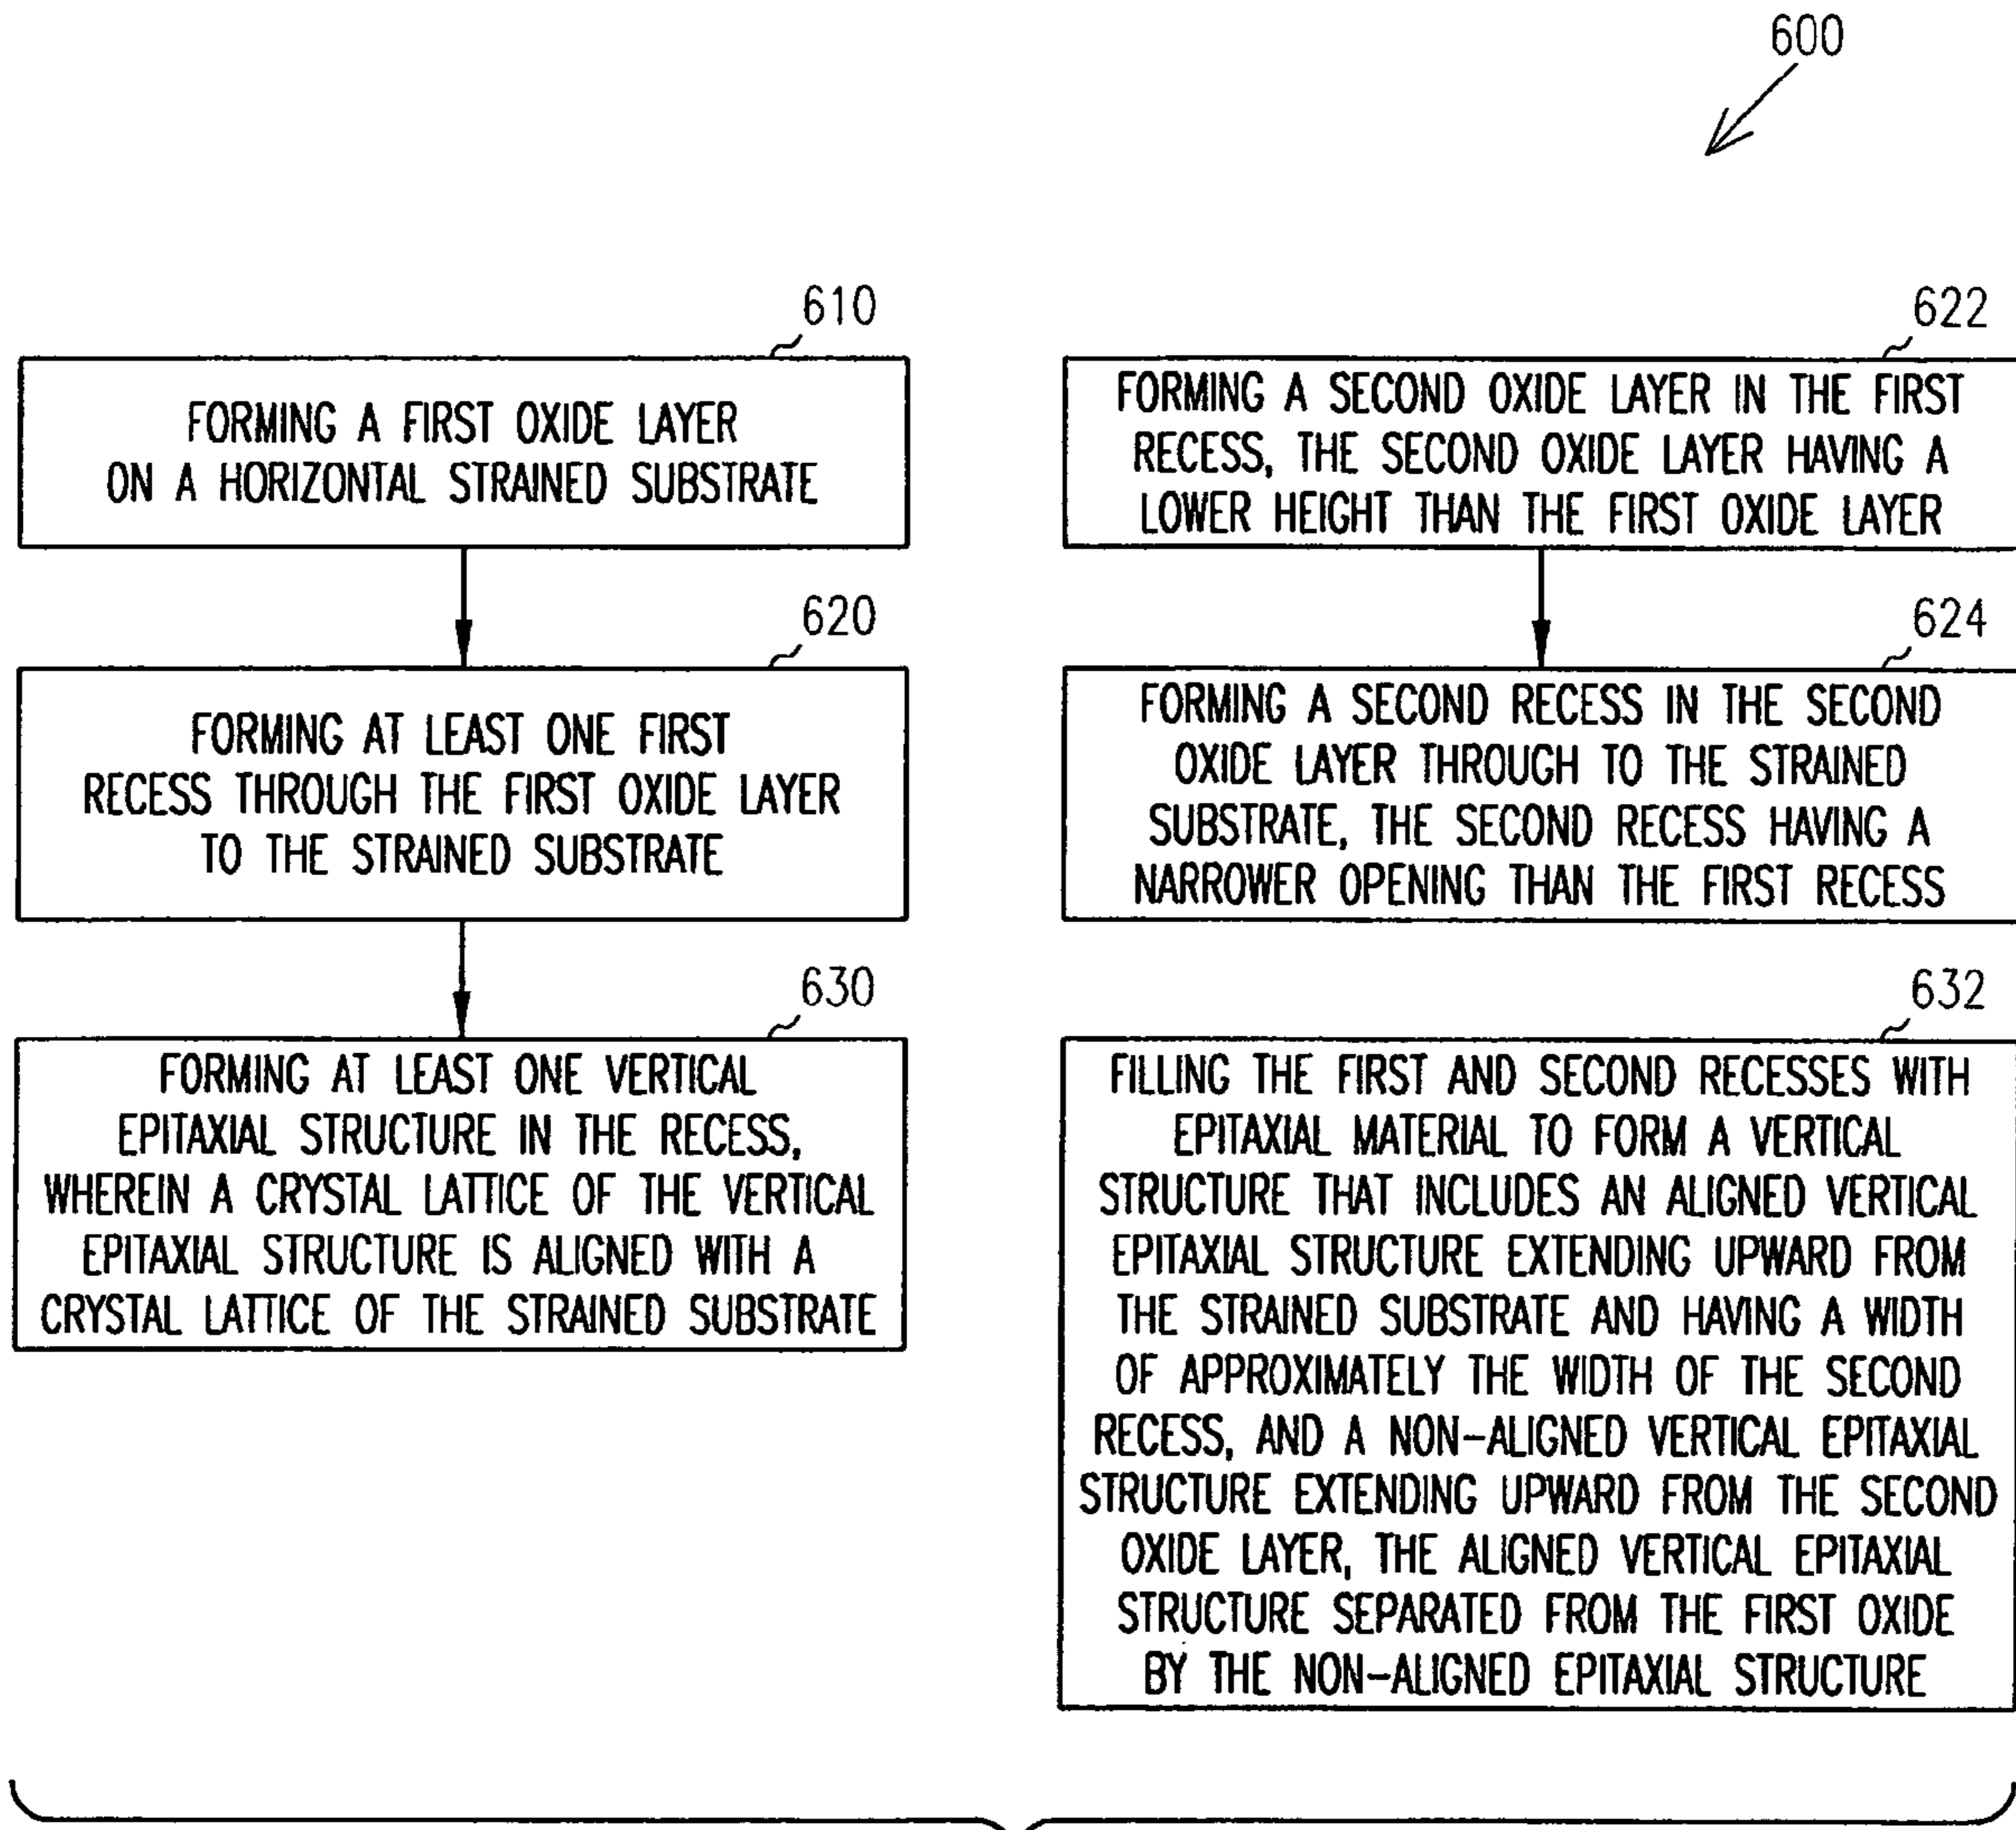 600
610
FORMING A FIRST OXIDE LAYER
ON A HORIZONTAL STRAINED SUBSTRATE
620
FORMING AT LEAST ONE FIRST
RECESS THROUGH THE FIRST OXIDE LAYER
TO THE STRAINED SUBSTRATE
630
FORMING AT LEAST ONE VERTICAL
EPITAXIAL STRUCTURE IN THE RECESS,
WHEREIN A CRYSTAL LATTICE OF THE VERTICAL
EPITAXIAL STRUCTURE IS ALIGNED WITH A
CRYSTAL LATTICE OF THE STRAINED SUBSTRATE
622
FORMING A SECOND OXIDE LAYER IN THE FIRST
RECESS, THE SECOND OXIDE LAYER HAVING A
LOWER HEIGHT THAN THE FIRST OXIDE LAYER
624
FORMING A SECOND RECESS IN THE SECOND
OXIDE LAYER THROUGH TO THE STRAINED
SUBSTRATE, THE SECOND RECESS HAVING A
NARROWER OPENING THAN THE FIRST RECESS
632
FILLING THE FIRST AND SECOND RECESSES WITH
EPITAXIAL MATERIAL TO FORM A VERTICAL
STRUCTURE THAT INCLUDES AN ALIGNED VERTICAL
EPITAXIAL STRUCTURE EXTENDING UPWARD FROM
THE STRAINED SUBSTRATE AND HAVING A WIDTH
OF APPROXIMATELY THE WIDTH OF THE SECOND
RECESS, AND A NON-ALIGNED VERTICAL EPITAXIAL
STRUCTURE EXTENDING UPWARD FROM THE SECOND
OXIDE LAYER, THE ALIGNED VERTICAL EPITAXIAL
STRUCTURE SEPARATED FROM THE FIRST OXIDE
BY THE NON-ALIGNED EPITAXIAL STRUCTURE